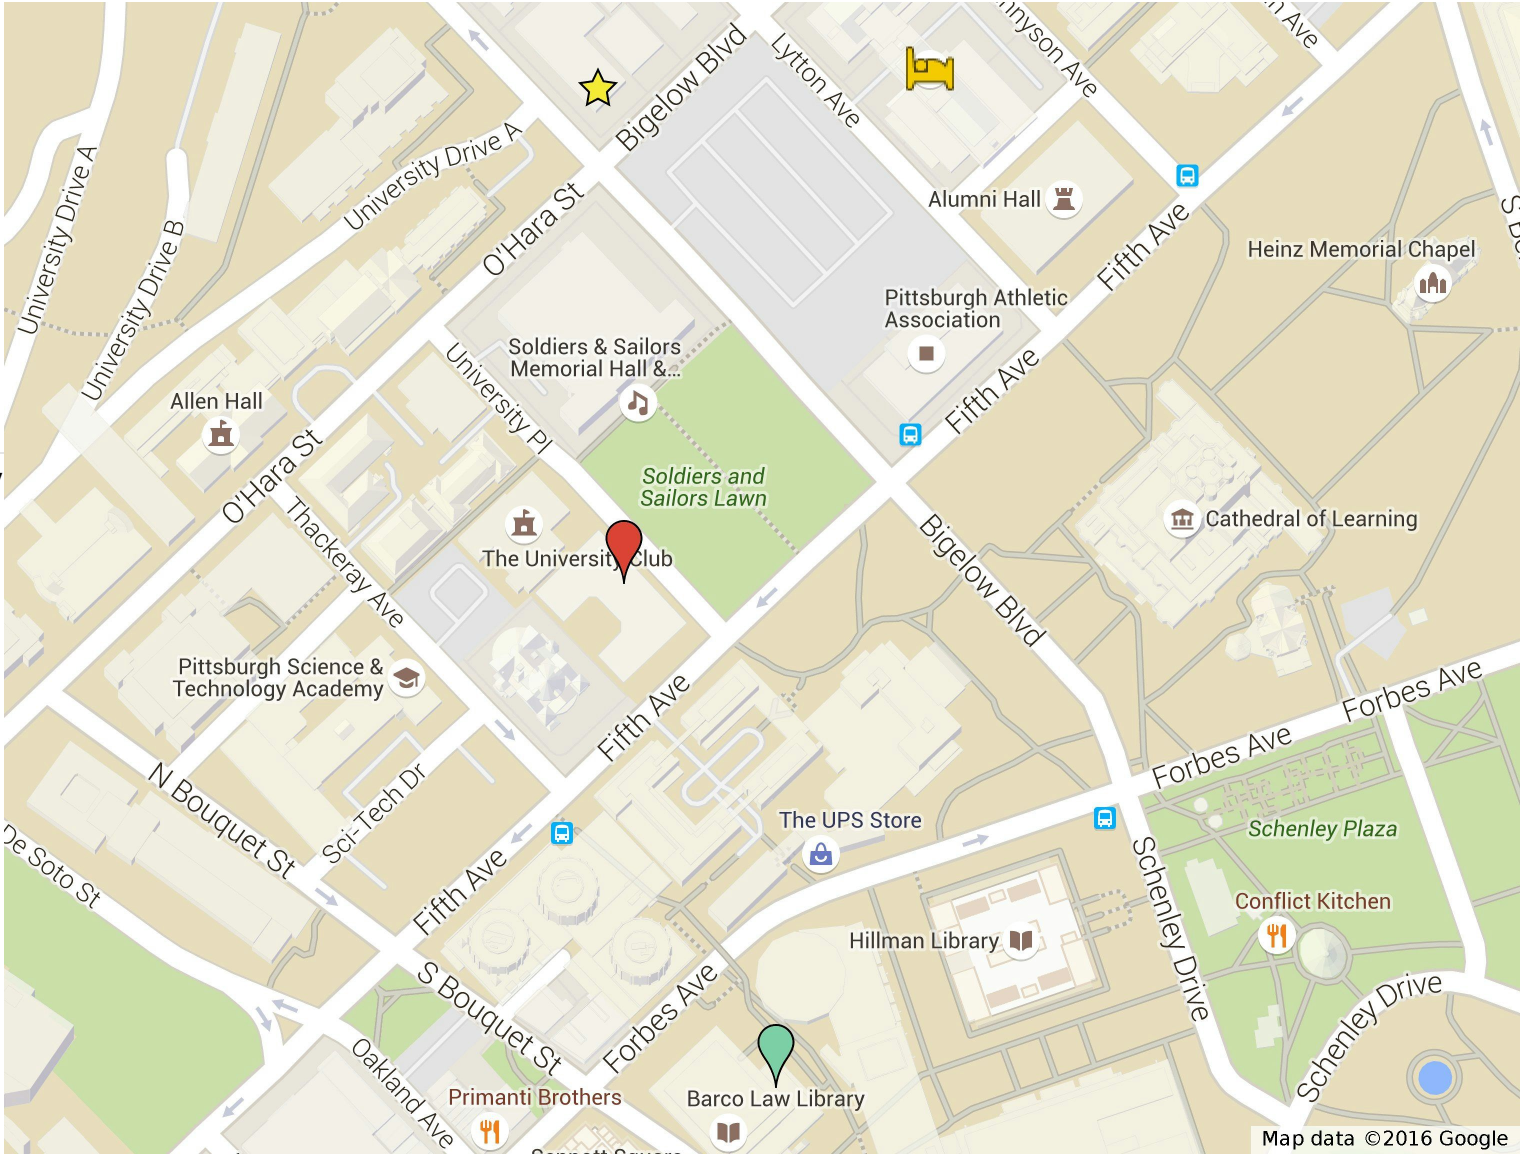 Bigelow Blvd
Lytton Ave
nnyson Ave
n Ave
University Drive A
University Drive A
University Drive B
O'Hara St
Alumni Hall
Fifth Ave
Heinz Memorial Chapel
Pittsburgh Athletic
Association
Soldiers & Sailors
Memorial Hall &...
University Pl
Allen Hall
Fifth Ave
O'Hara St
Soldiers and
Sailors Lawn
Thackeray Ave
The University Club
Cathedral of Learning
Bigelow Blvd
Pittsburgh Science &
Technology Academy
Fifth Ave
Forbes Ave
Forbes Ave
N Bouquet St
Sci-Tech Dr
De Soto St
The UPS Store
Schenley Plaza
Fifth Ave
Schenley Drive
Conflict Kitchen
Hillman Library
S Bouquet St
Forbes Ave
Schenley Drive
Oakland Ave
Primanti Brothers
Barco Law Library
Map data ©2016 Google